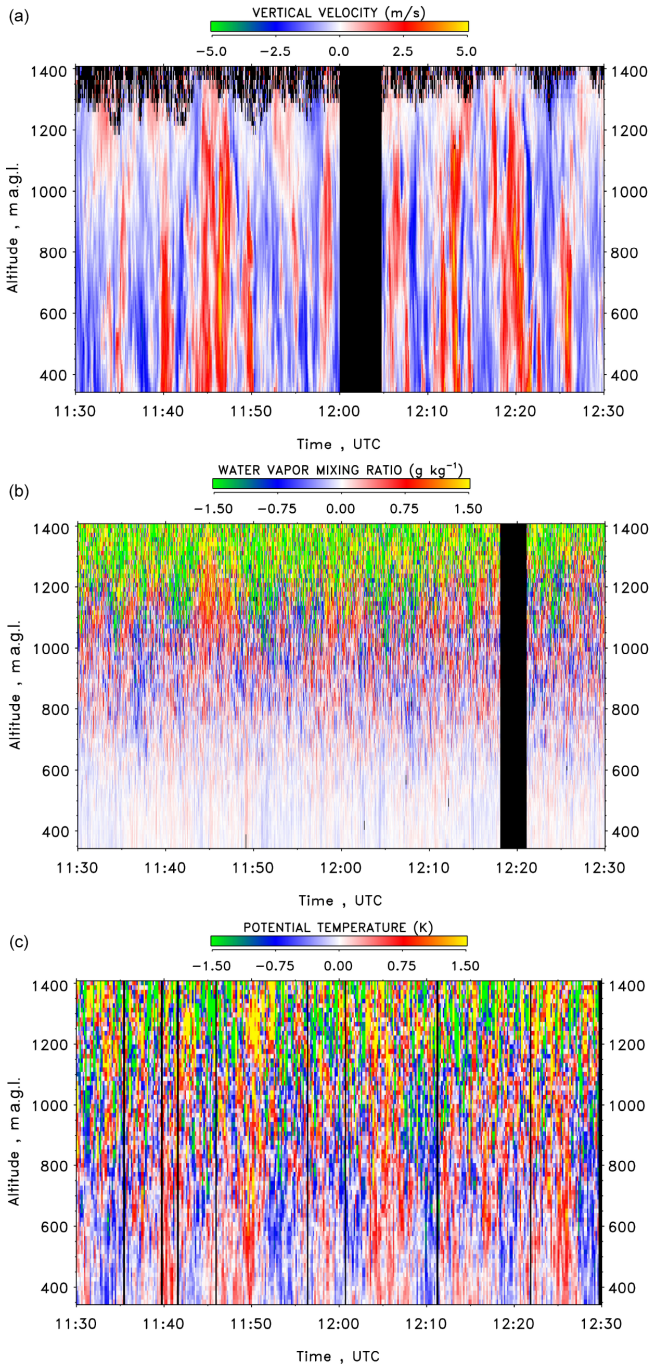 (a)
VERTICAL VELOCITY (m/s)
−5.0 −2.5 0.0 2.5 5.0
1400 1400
1200 1200
1000 1000
800 800
600 600
400 400
Altitude , m a.g.l.
11:30 11:40 11:50 12:00 12:10 12:20 12:30
Time , UTC
(b)
WATER VAPOR MIXING RATIO (g kg⁻¹)
−1.50 −0.75 0.00 0.75 1.50
1400 1400
1200 1200
1000 1000
800 800
600 600
400 400
Altitude , m a.g.l.
11:30 11:40 11:50 12:00 12:10 12:20 12:30
Time , UTC
(c)
POTENTIAL TEMPERATURE (K)
−1.50 −0.75 0.00 0.75 1.50
1400 1400
1200 1200
1000 1000
800 800
600 600
400 400
Altitude , m a.g.l.
11:30 11:40 11:50 12:00 12:10 12:20 12:30
Time , UTC